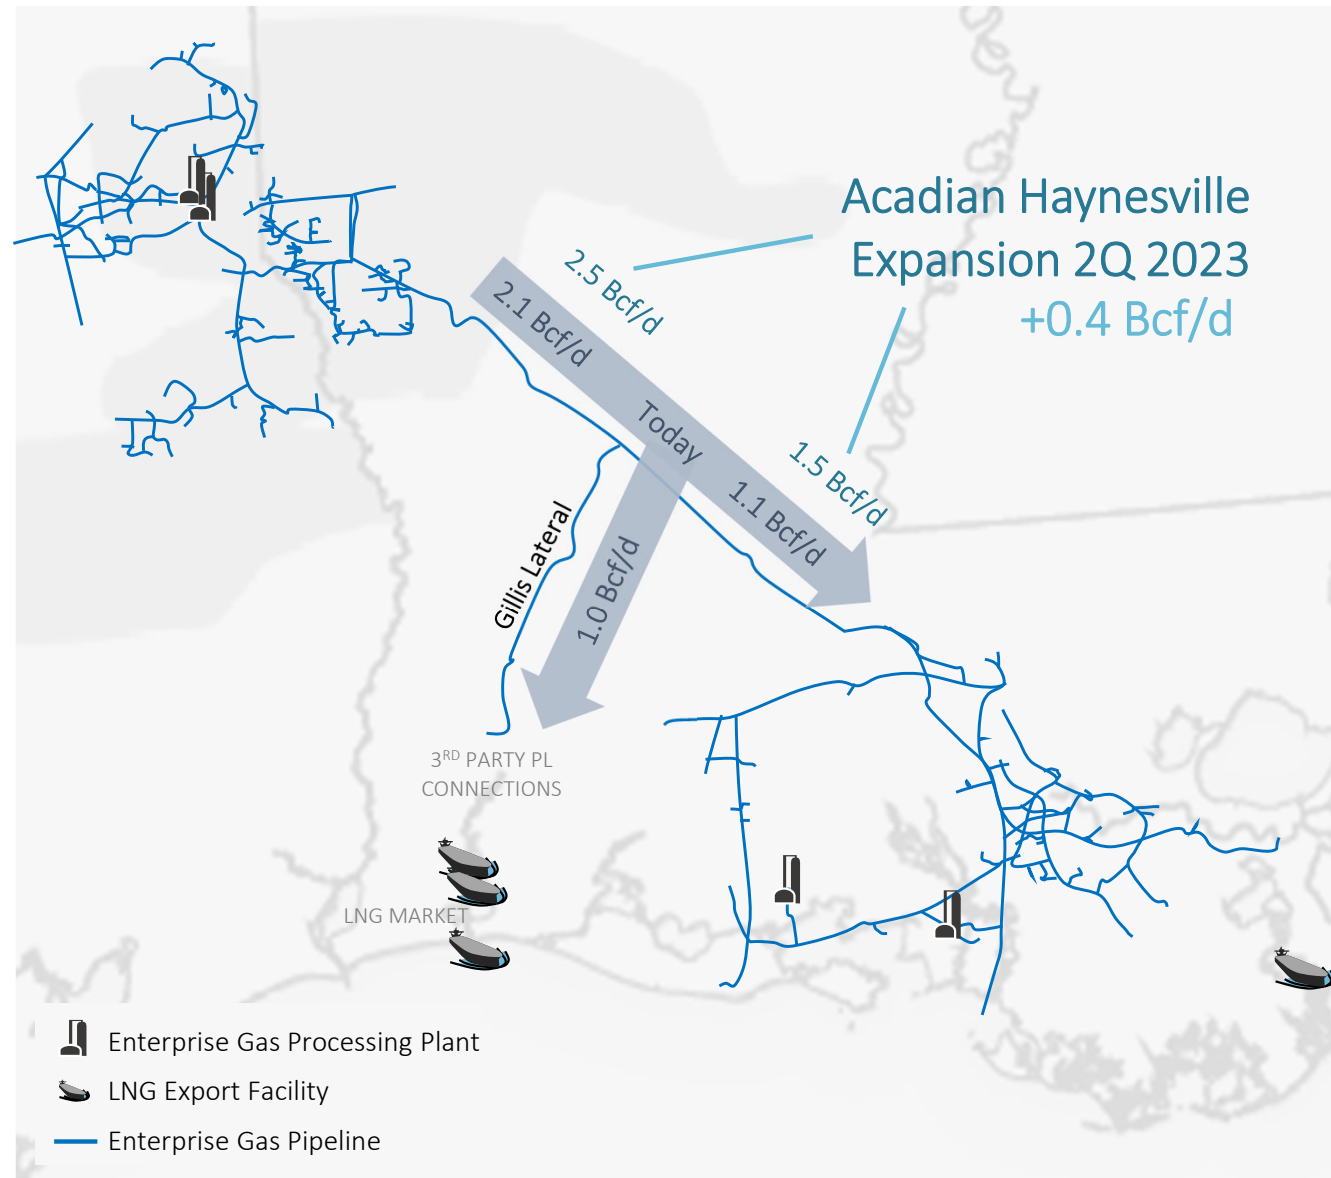 Acadian Haynesville
Expansion 2Q 2023
+0.4 Bcf/d
2.5 Bcf/d
2.1 Bcf/d
Today
1.5 Bcf/d
1.1 Bcf/d
Gillis Lateral
1.0 Bcf/d
3RD PARTY PL
CONNECTIONS
LNG MARKET
Enterprise Gas Processing Plant
LNG Export Facility
Enterprise Gas Pipeline